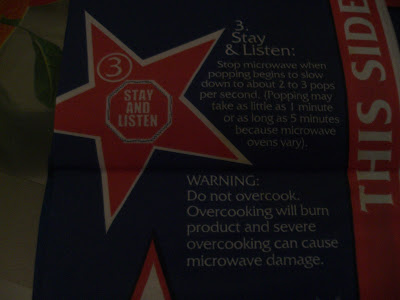 3
STAY
AND
LISTEN
3.
Stay
& Listen:
Stop microwave when
popping begins to slow
down to about 2 to 3 pops
per second. (Popping may
take as little as 1 minute
or as long as 5 minutes
because microwave
ovens vary).
WARNING:
Do not overcook.
Overcooking will burn
product and severe
overcooking can cause
microwave damage.
THIS SIDE